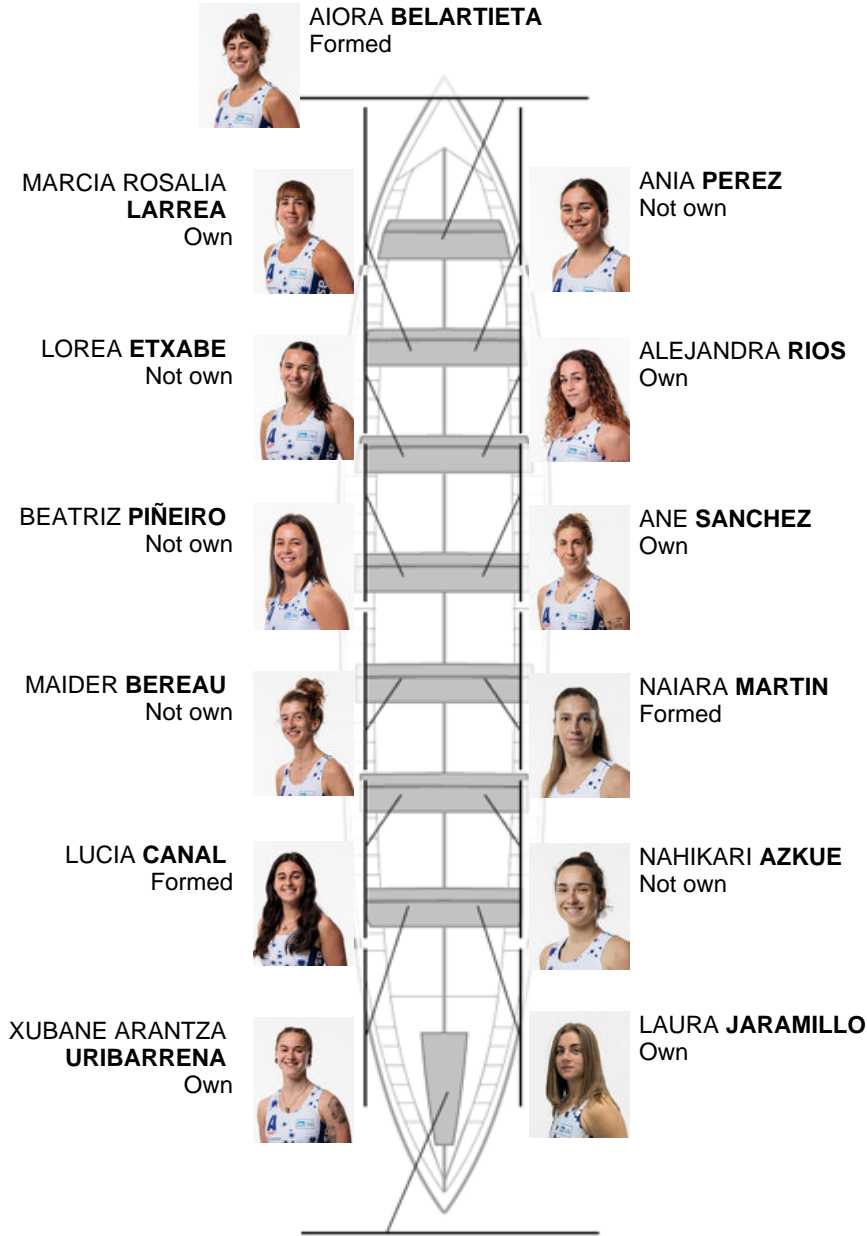 AIORA BELARTIETA
Formed
MARCIA ROSALIA
LARREA
Own
ANIA PEREZ
Not own
LOREA ETXABE
Not own
ALEJANDRA RIOS
Own
BEATRIZ PIÑEIRO
Not own
ANE SANCHEZ
Own
MAIDER BEREAU
Not own
NAIARA MARTIN
Formed
LUCIA CANAL
Formed
NAHIKARI AZKUE
Not own
XUBANE ARANTZA
URIBARRENA
Own
LAURA JARAMILLO
Own